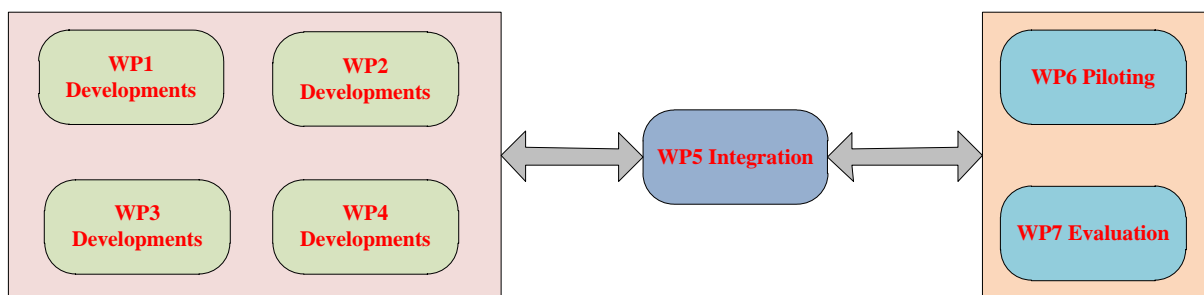 WP1
Developments
WP2
Developments
WP3
Developments
WP4
Developments
WP5 Integration
WP6 Piloting
WP7 Evaluation